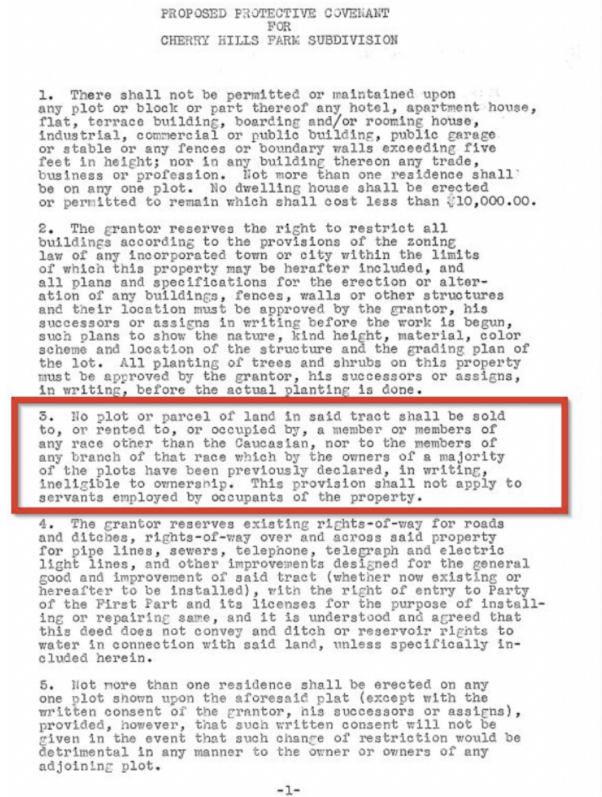 PROPOSED PROTECTIVE COVENANT
FOR
CHERRY HILLS FARM SUBDIVISION
1. There shall not be permitted or maintained upon
any plot or block or part thereof any hotel, apartment house,
flat, terrace building, boarding and/or rooming house,
industrial, commercial or public building, public garage
or stable or any fences or boundary walls exceeding five
feet in height; nor in any building thereon any trade,
business or profession. Not more than one residence shall
be on any one plot. No dwelling house shall be erected
or permitted to remain which shall cost less than $10,000.00.
2. The grantor reserves the right to restrict all
buildings according to the provisions of the zoning
law of any incorporated town or city within the limits
of which this property may be herafter included, and
all plans and specifications for the erection or alter-
ation of any buildings, fences, walls or other structures
and their location must be approved by the grantor, his
successors or assigns in writing before the work is begun,
such plans to show the nature, kind height, material, color
scheme and location of the structure and the grading plan of
the lot. All planting of trees and shrubs on this property
must be approved by the grantor, his successors or assigns,
in writing, before the actual planting is done.
3. No plot or parcel of land in said tract shall be sold
to, or rented to, or occupied by, a member or members of
any race other than the Caucasian, nor to the members of
any branch of that race which by the owners of a majority
of the plots have been previously declared, in writing,
ineligible to ownership. This provision shall not apply to
servants employed by occupants of the property.
4. The grantor reserves existing rights-of-way for roads
and ditches, rights-of-way over and across said property
for pipe lines, sewers, telephone, telegraph and electric
light lines, and other improvements designed for the general
good and improvement of said tract (whether now existing or
hereafter to be installed), with the right of entry to Party
of the First Part and its licenses for the purpose of install-
ing or repairing same, and it is understood and agreed that
this deed does not convey and ditch or reservoir rights to
water in connection with said land, unless specifically in-
cluded herein.
5. Not more than one residence shall be erected on any
one plot shown upon the aforesaid plat (except with the
written consent of the grantor, his successors or assigns),
provided, however, that such written consent will not be
given in the event that such change of restriction would be
detrimental in any manner to the owner or owners of any
adjoining plot.
-1-